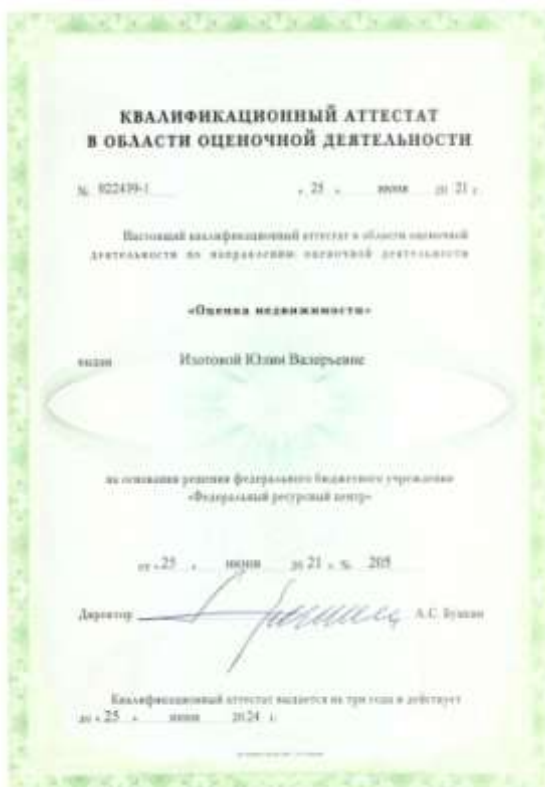 КВАЛИФИКАЦИОННЫЙ АТТЕСТАТ
В ОБЛАСТИ ОЦЕНОЧНОЙ ДЕЯТЕЛЬНОСТИ
№ 022439-1 « 25 » июня 20 21 г.
Настоящий квалификационный аттестат в области оценочной
деятельности по направлению оценочной деятельности
«Оценка недвижимости»
выдан Изотовой Юлии Валерьевне
на основании решения федерального бюджетного учреждения
«Федеральный ресурсный центр»
от « 25 » июня 20 21 г. № 205
Директор А.С. Бункин
Квалификационный аттестат выдается на три года и действует
до « 25 » июня 20 24 г.